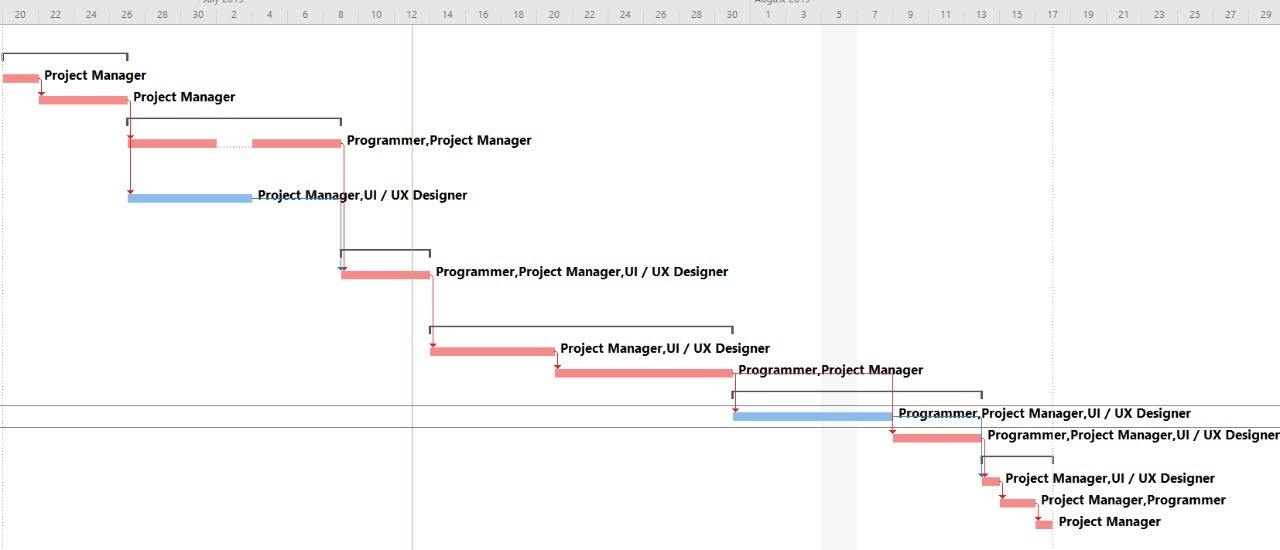 July 2019 August 2019
20 22 24 26 30 2 4 6 8 10 12 14 16 18 20 22 24 26 28 30 1 3 5 7 9 11 13 15 17 19 21 23 25 27 29
Project Manager
Project Manager
Programmer,Project Manager
Project Manager,UI / UX Designer
Programmer,Project Manager,UI / UX Designer
Project Manager,UI / UX Designer
Programmer,Project Manager
Programmer,Project Manager,UI / UX Designer
Programmer,Project Manager,UI / UX Designer
Project Manager,UI / UX Designer
Project Manager,Programmer
Project Manager